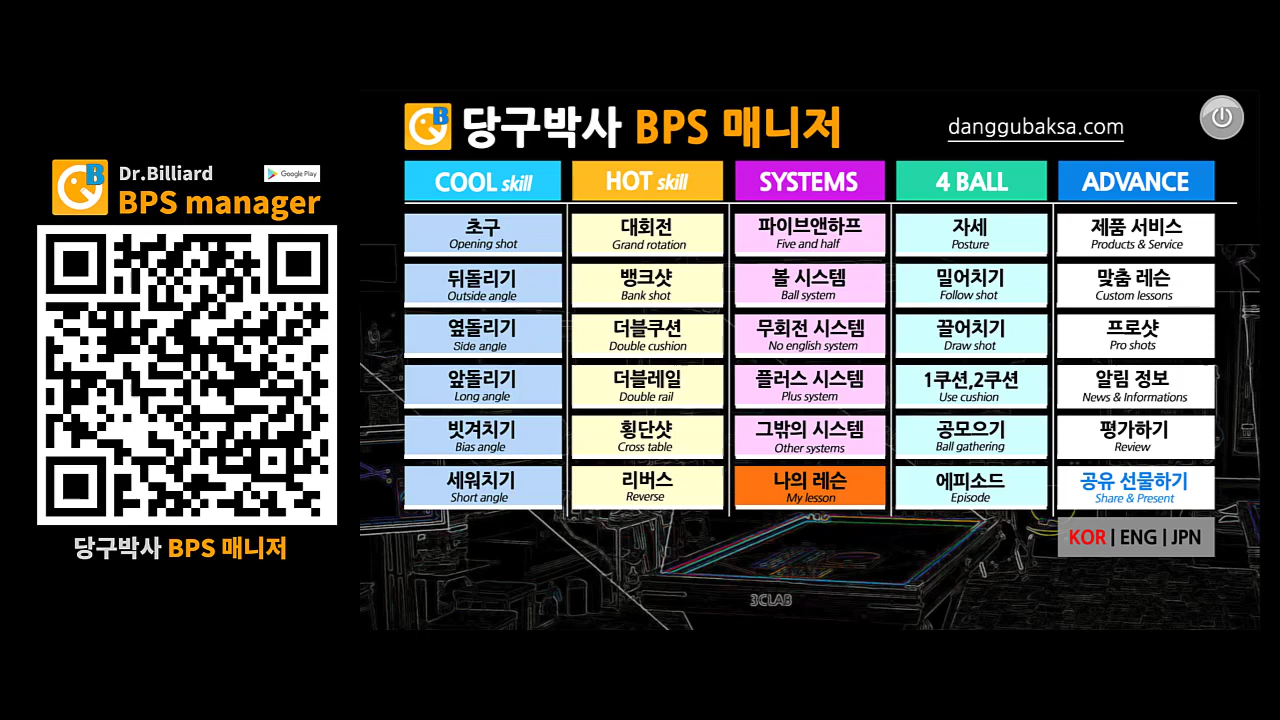 Dr.Billiard
Google Play
BPS manager
당구박사 BPS 매니저
당구박사 BPS 매니저
danggubaksa.com
COOL skill
HOT skill
SYSTEMS
4 BALL
ADVANCE
초구
Opening shot
대회전
Grand rotation
파이브앤하프
Five and half
자세
Posture
제품 서비스
Products & Service
뒤돌리기
Outside angle
뱅크샷
Bank shot
볼 시스템
Ball system
밀어치기
Follow shot
맞춤 레슨
Custom lessons
옆돌리기
Side angle
더블쿠션
Double cushion
무회전 시스템
No english system
끌어치기
Draw shot
프로샷
Pro shots
앞돌리기
Long angle
더블레일
Double rail
플러스 시스템
Plus system
1쿠션,2쿠션
Use cushion
알림 정보
News & Informations
빗겨치기
Bias angle
횡단샷
Cross table
그밖의 시스템
Other systems
공모으기
Ball gathering
평가하기
Review
세워치기
Short angle
리버스
Reverse
나의 레슨
My lesson
에피소드
Episode
공유 선물하기
Share & Present
KOR | ENG | JPN
3CLAB